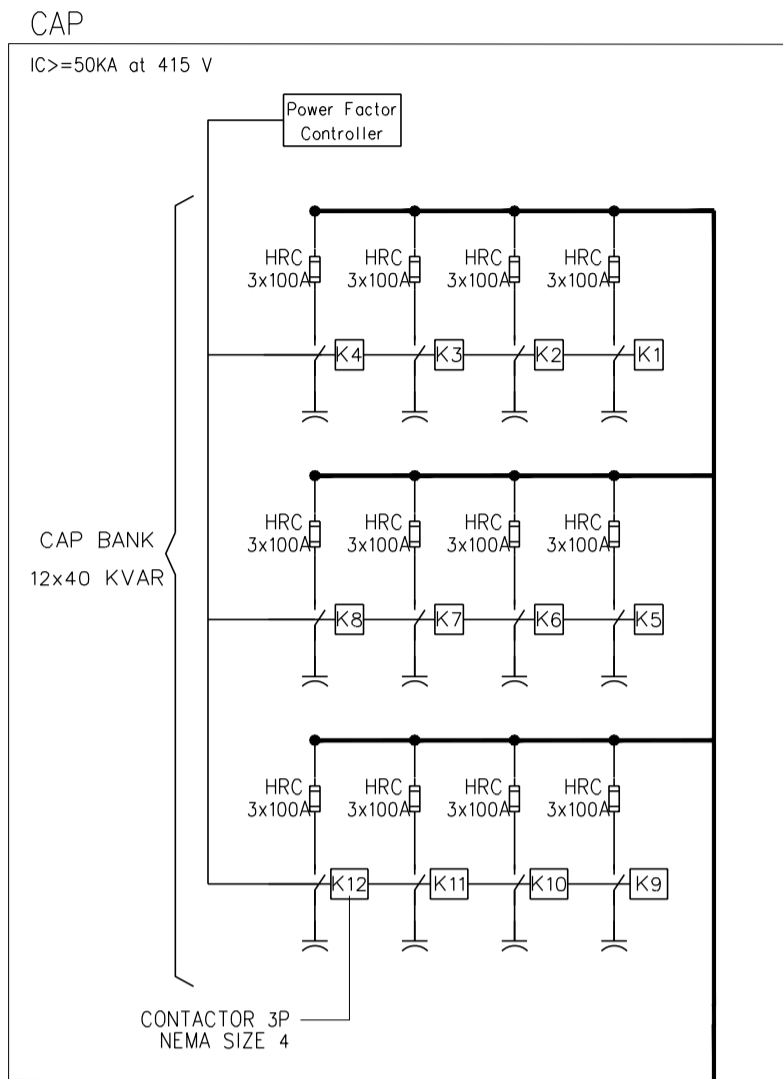 CAP
IC>=50KA at 415 V
Power Factor
Controller
HRC HRC HRC HRC
3x100A 3x100A 3x100A 3x100A
K4 K3 K2 K1
HRC HRC HRC HRC
3x100A 3x100A 3x100A 3x100A
CAP BANK
12x40 KVAR
K8 K7 K6 K5
HRC HRC HRC HRC
3x100A 3x100A 3x100A 3x100A
K12 K11 K10 K9
CONTACTOR 3P
NEMA SIZE 4